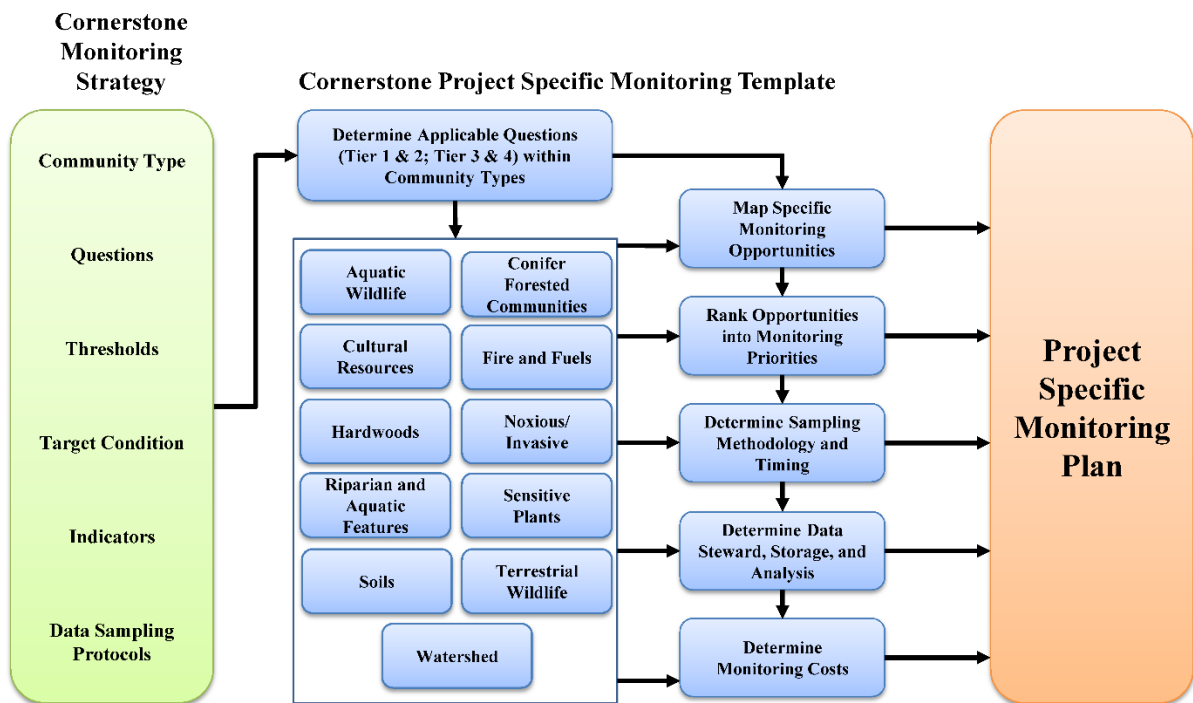 Cornerstone
Monitoring
Strategy
Community Type
Questions
Thresholds
Target Condition
Indicators
Data Sampling
Protocols
Cornerstone Project Specific Monitoring Template
Determine Applicable Questions
(Tier 1 & 2; Tier 3 & 4) within
Community Types
Aquatic
Wildlife
Conifer
Forested
Communities
Cultural
Resources
Fire and Fuels
Hardwoods
Noxious/
Invasive
Riparian and
Aquatic
Features
Sensitive
Plants
Soils
Terrestrial
Wildlife
Watershed
Map Specific
Monitoring
Opportunities
Rank Opportunities
into Monitoring
Priorities
Determine Sampling
Methodology and
Timing
Determine Data
Steward, Storage, and
Analysis
Determine
Monitoring Costs
Project
Specific
Monitoring
Plan